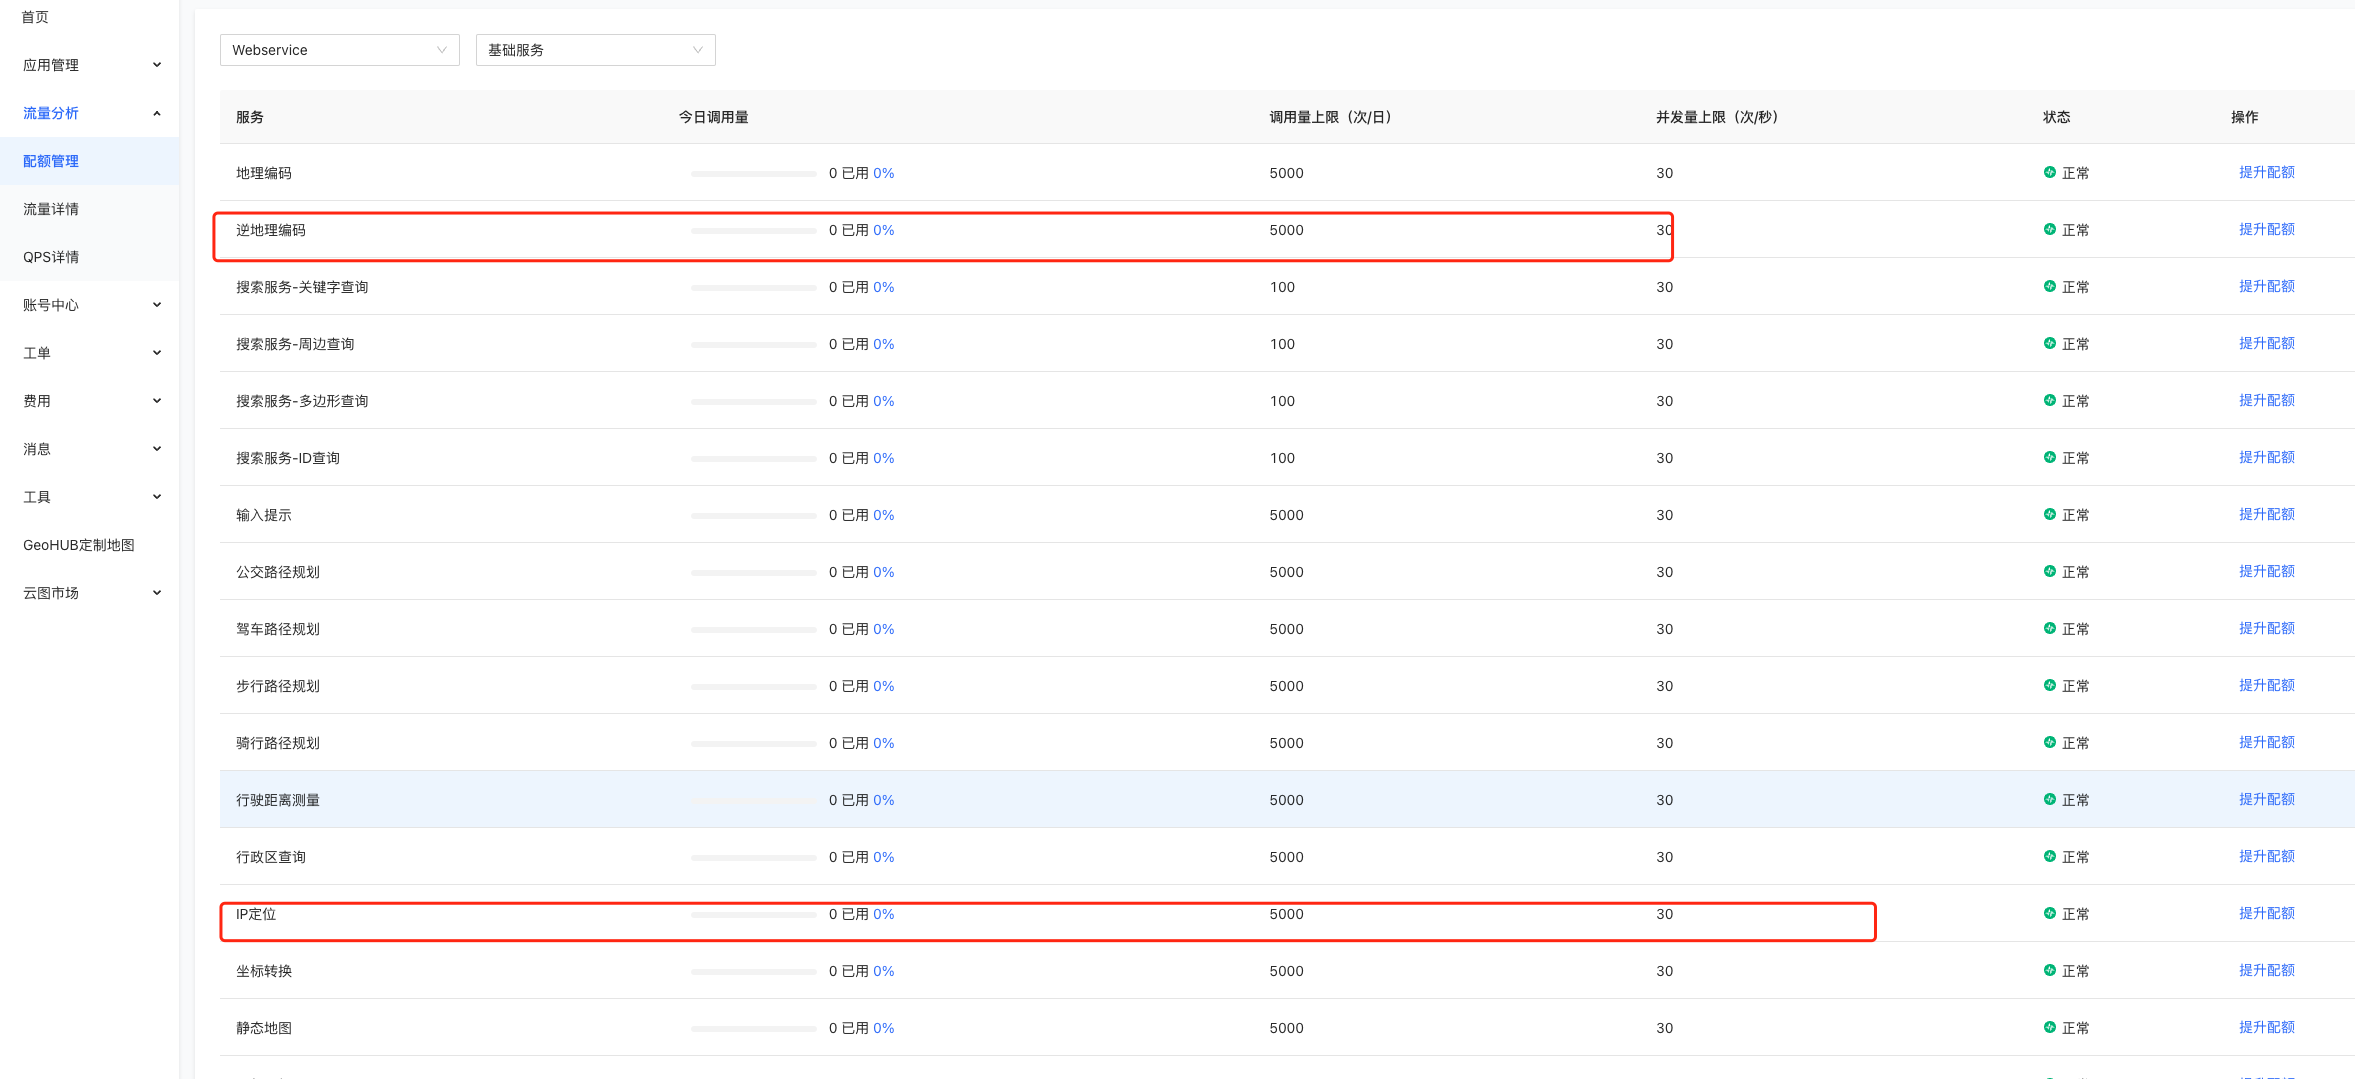 首页
应用管理
流量分析
配额管理
流量详情
QPS详情
账号中心
工单
费用
消息
工具
GeoHUB定制地图
云图市场
Webservice 基础服务
服务 今日调用量 调用量上限（次/日） 并发量上限（次/秒） 状态 操作
地理编码 0 已用 0% 5000 30 正常 提升配额
逆地理编码 0 已用 0% 5000 30 正常 提升配额
搜索服务-关键字查询 0 已用 0% 100 30 正常 提升配额
搜索服务-周边查询 0 已用 0% 100 30 正常 提升配额
搜索服务-多边形查询 0 已用 0% 100 30 正常 提升配额
搜索服务-ID查询 0 已用 0% 100 30 正常 提升配额
输入提示 0 已用 0% 5000 30 正常 提升配额
公交路径规划 0 已用 0% 5000 30 正常 提升配额
驾车路径规划 0 已用 0% 5000 30 正常 提升配额
步行路径规划 0 已用 0% 5000 30 正常 提升配额
骑行路径规划 0 已用 0% 5000 30 正常 提升配额
行驶距离测量 0 已用 0% 5000 30 正常 提升配额
行政区查询 0 已用 0% 5000 30 正常 提升配额
IP定位 0 已用 0% 5000 30 正常 提升配额
坐标转换 0 已用 0% 5000 30 正常 提升配额
静态地图 0 已用 0% 5000 30 正常 提升配额